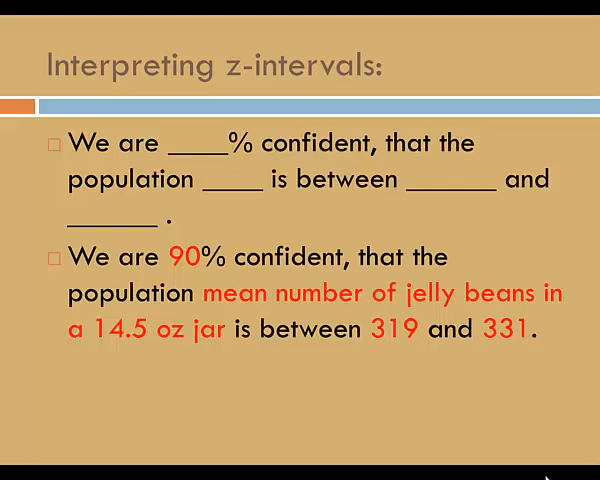 Interpreting z-intervals:
We are ____% confident, that the
population ____ is between ______ and
______ .
We are 90% confident, that the
population mean number of jelly beans in
a 14.5 oz jar is between 319 and 331.